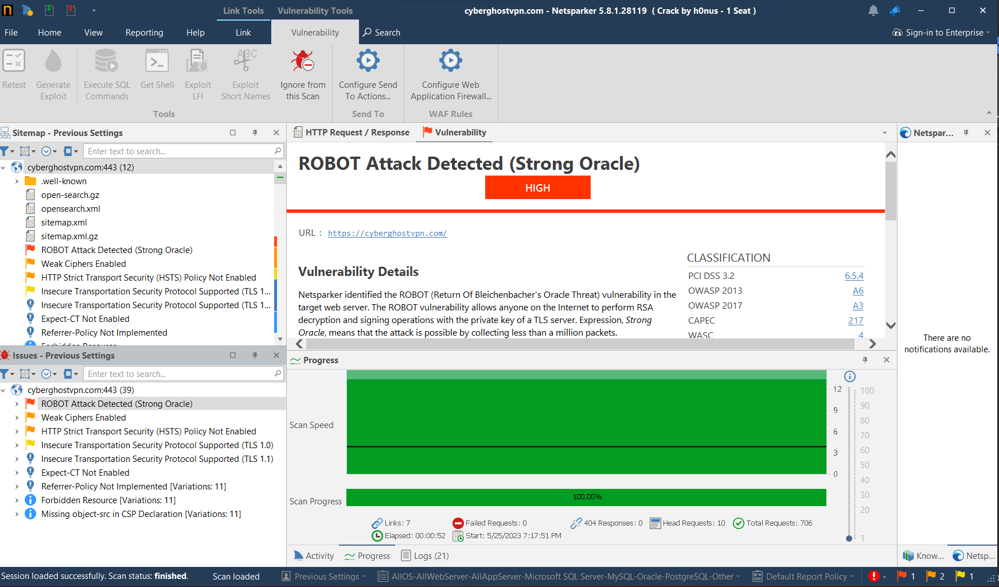 Link Tools
Vulnerability Tools
cyberghostvpn.com - Netsparker 5.8.1.28119 ( Crack by h0nus - 1 Seat )
File
Home
View
Reporting
Help
Link
Vulnerability
Search
Sign-in to Enterprise
Retest
Generate Exploit
Execute SQL Commands
Get Shell
Exploit LFI
ABC
Exploit Short Names
Ignore from this Scan
Configure Send To Actions...
Configure Web Application Firewall...
Tools
Send To
WAF Rules
Sitemap - Previous Settings
Enter text to search...
cyberghostvpn.com:443 (12)
.well-known
open-search.gz
opensearch.xml
sitemap.xml
sitemap.xml.gz
ROBOT Attack Detected (Strong Oracle)
Weak Ciphers Enabled
HTTP Strict Transport Security (HSTS) Policy Not Enabled
Insecure Transportation Security Protocol Supported (TLS 1...
Insecure Transportation Security Protocol Supported (TLS 1...
Expect-CT Not Enabled
Referrer-Policy Not Implemented
Forbidden Resource
Issues - Previous Settings
Enter text to search...
cyberghostvpn.com:443 (39)
ROBOT Attack Detected (Strong Oracle)
Weak Ciphers Enabled
HTTP Strict Transport Security (HSTS) Policy Not Enabled
Insecure Transportation Security Protocol Supported (TLS 1.0)
Insecure Transportation Security Protocol Supported (TLS 1.1)
Expect-CT Not Enabled
Referrer-Policy Not Implemented [Variations: 11]
Forbidden Resource [Variations: 11]
Missing object-src in CSP Declaration [Variations: 11]
HTTP Request / Response
Vulnerability
ROBOT Attack Detected (Strong Oracle)
HIGH
URL : https://cyberghostvpn.com/
Vulnerability Details
Netsparker identified the ROBOT (Return Of Bleichenbacher's Oracle Threat) vulnerability in the
target web server. The ROBOT vulnerability allows anyone on the Internet to perform RSA
decryption and signing operations with the private key of a TLS server. Expression, Strong
Oracle, means that the attack is possible by collecting less than a million packets.
CLASSIFICATION
PCI DSS 3.2 6.5.4
OWASP 2013 A6
OWASP 2017 A3
CAPEC 217
WASC 4
Progress
Scan Speed
12
9
6
3
0
100
90
80
70
60
50
40
30
20
1
Scan Progress
100.00%
Links: 7
Failed Requests: 0
404 Responses: 0
Head Requests: 10
Total Requests: 706
Elapsed: 00:00:52
Start: 5/25/2023 7:17:51 PM
Activity
Progress
Logs (21)
Netspar...
There are no
notifications available.
Know...
Netsp...
Session loaded successfully. Scan status: finished.
Scan loaded
Previous Settings
AllOS-AllWebServer-AllAppServer-Microsoft SQL Server-MySQL-Oracle-PostgreSQL-Other
Default Report Policy
-
1
2
1